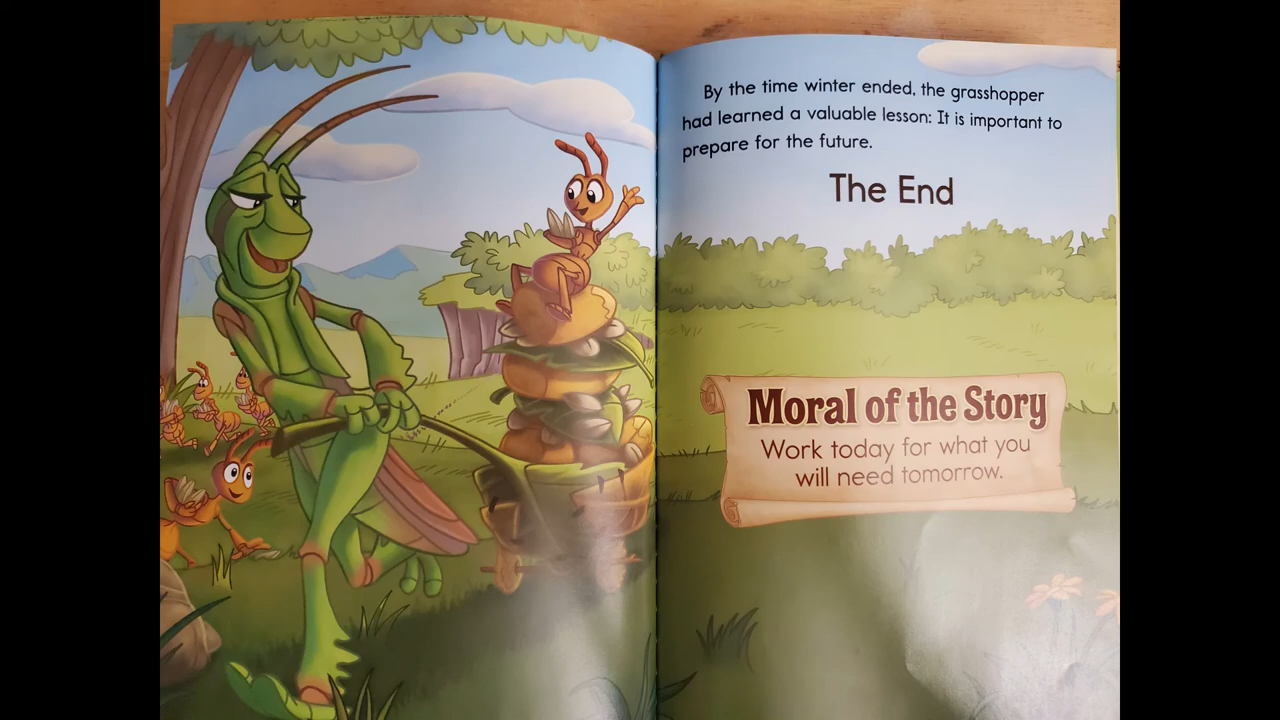 By the time winter ended, the grasshopper
had learned a valuable lesson: It is important to
prepare for the future.
The End
Moral of the Story
Work today for what you
will need tomorrow.